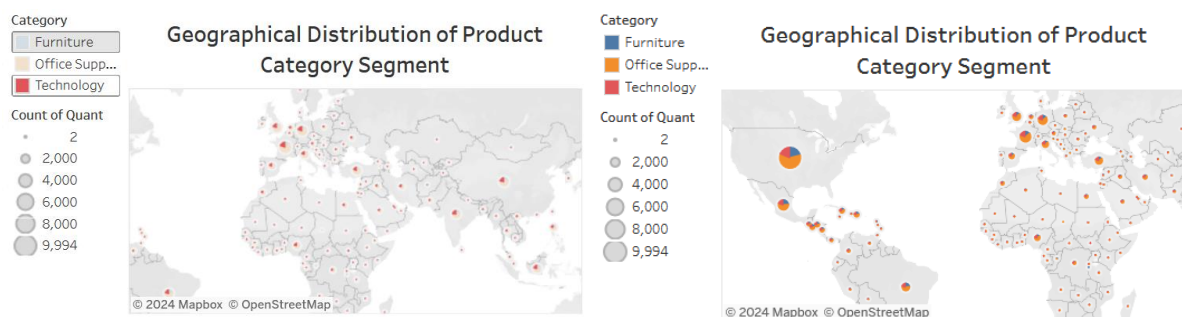 Category
Furniture
Office Supp...
Technology
Count of Quant
2
2,000
4,000
6,000
8,000
9,994
Geographical Distribution of Product
Category Segment
© 2024 Mapbox © OpenStreetMap
Category
Furniture
Office Supp...
Technology
Count of Quant
2
2,000
4,000
6,000
8,000
9,994
Geographical Distribution of Product
Category Segment
© 2024 Mapbox © OpenStreetMap